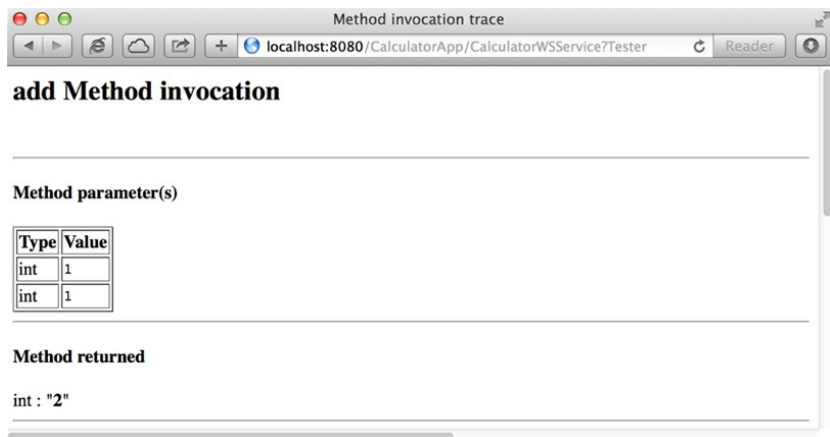 Method invocation trace
localhost:8080/CalculatorApp/CalculatorWSService?Tester
Reader
add Method invocation
Method parameter(s)
Type Value
int 1
int 1
Method returned
int : "2"